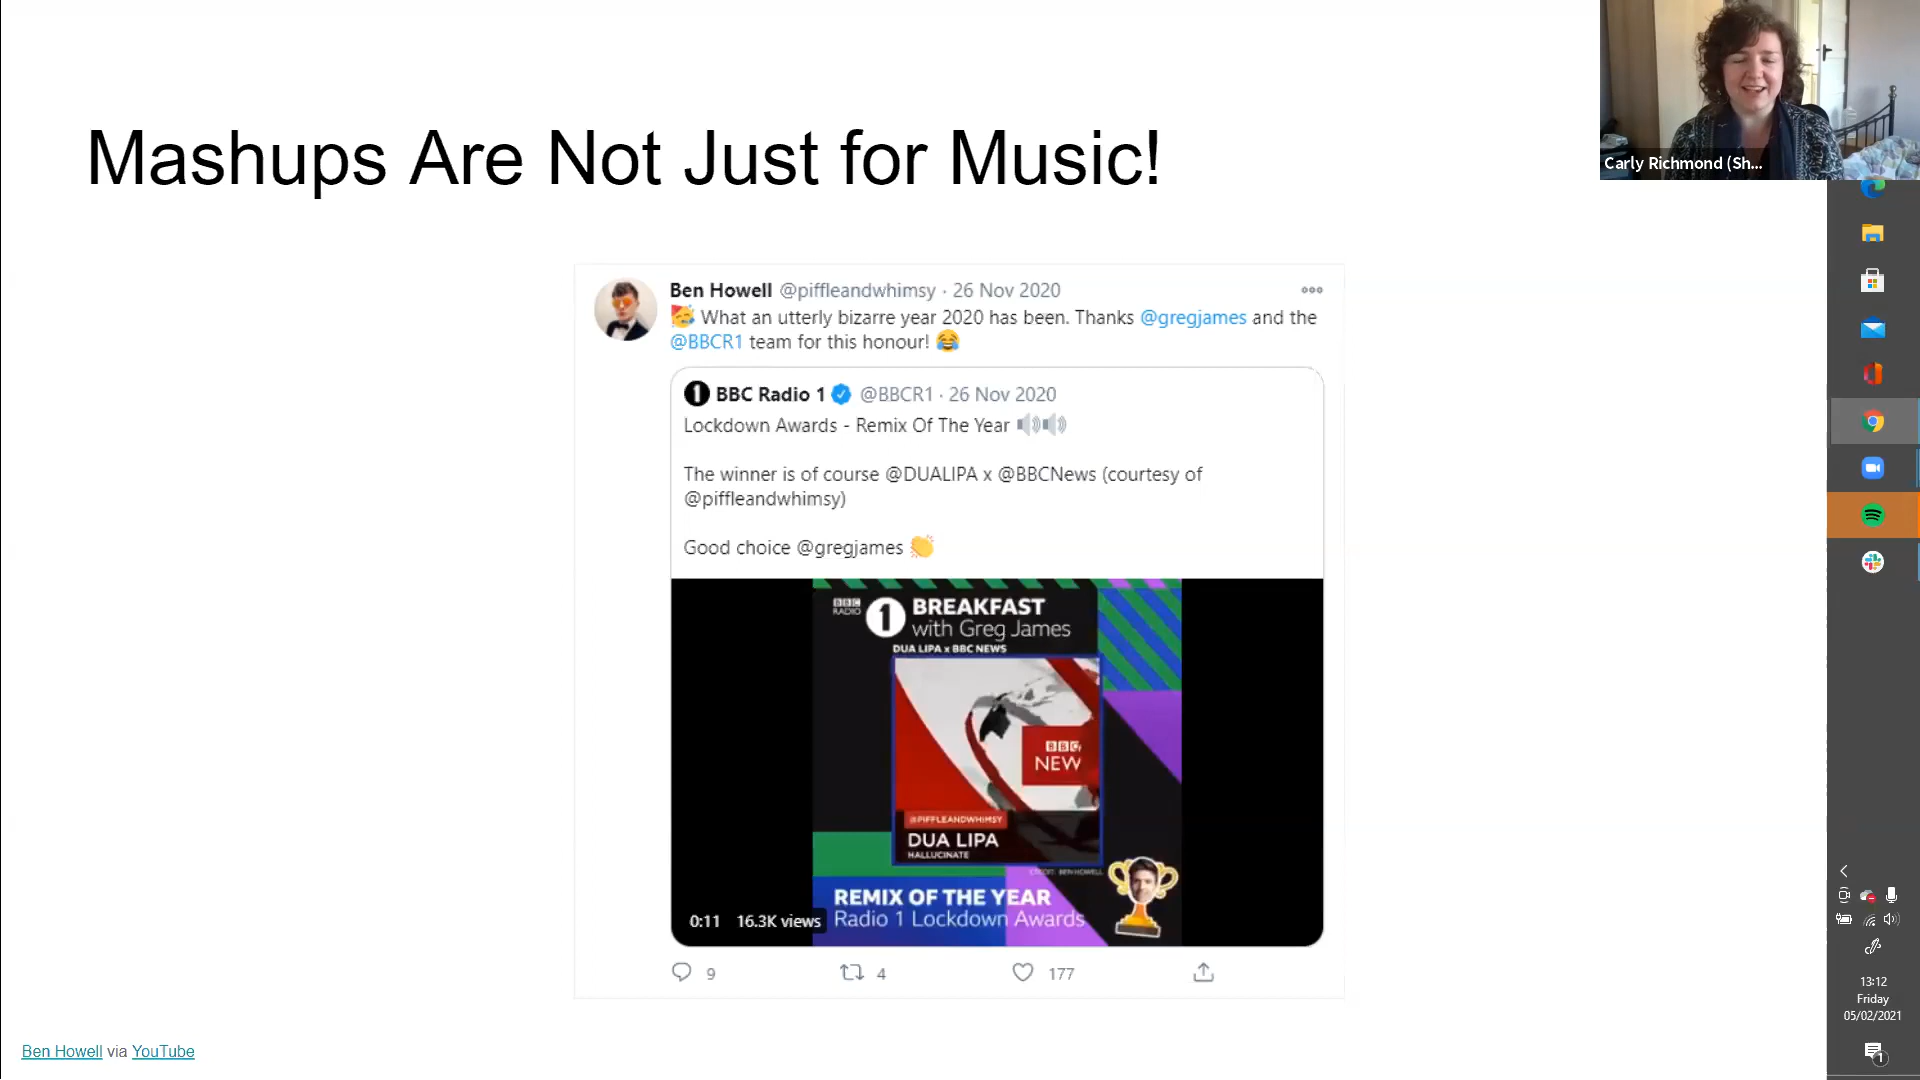 Mashups Are Not Just for Music!
Carly Richmond (Sh...
Ben Howell @piffleandwhimsy · 26 Nov 2020
🥳 What an utterly bizarre year 2020 has been. Thanks @gregjames and the
@BBCR1 team for this honour! 😂
1 BBC Radio 1 @BBCR1 · 26 Nov 2020
Lockdown Awards - Remix Of The Year 🔊🔊
The winner is of course @DUALIPA x @BBCNews (courtesy of
@piffleandwhimsy)
Good choice @gregjames 👏
BBC RADIO 1 BREAKFAST
with Greg James
DUA LIPA x BBC NEWS
BBC
NEW
@PIFFLEANDWHIMSY
DUA LIPA
HALLUCINATE
CREDIT: BEN HOWELL
REMIX OF THE YEAR
Radio 1 Lockdown Awards
0:11 16.3K views
9 4 177
Ben Howell via YouTube
13:12
Friday
05/02/2021
1